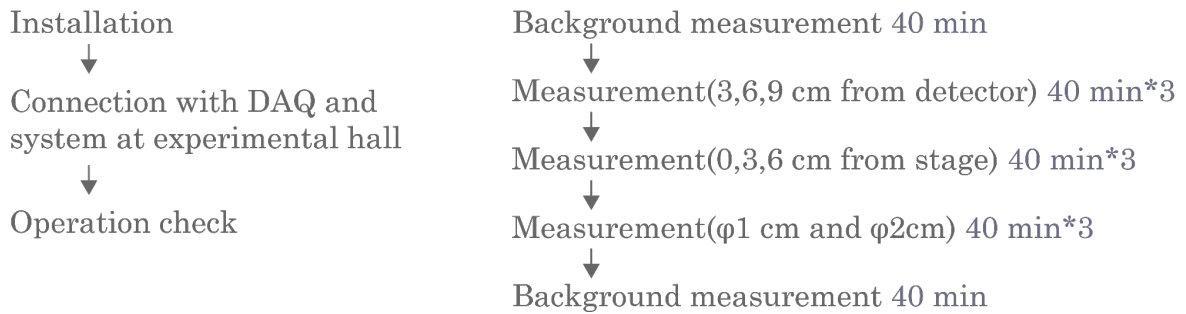 Installation
Connection with DAQ and
system at experimental hall
Operation check
Background measurement 40 min
Measurement(3,6,9 cm from detector) 40 min*3
Measurement(0,3,6 cm from stage) 40 min*3
Measurement(φ1 cm and φ2cm) 40 min*3
Background measurement 40 min